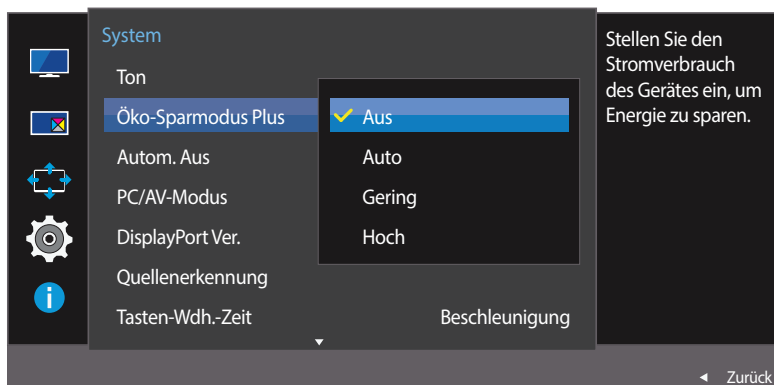 System
Ton
Öko-Sparmodus Plus
Aus
Autom. Aus
Auto
PC/AV-Modus
Gering
DisplayPort Ver.
Hoch
Quellenerkennung
Tasten-Wdh.-Zeit
Beschleunigung
Stellen Sie den
Stromverbrauch
des Gerätes ein, um
Energie zu sparen.
Zurück